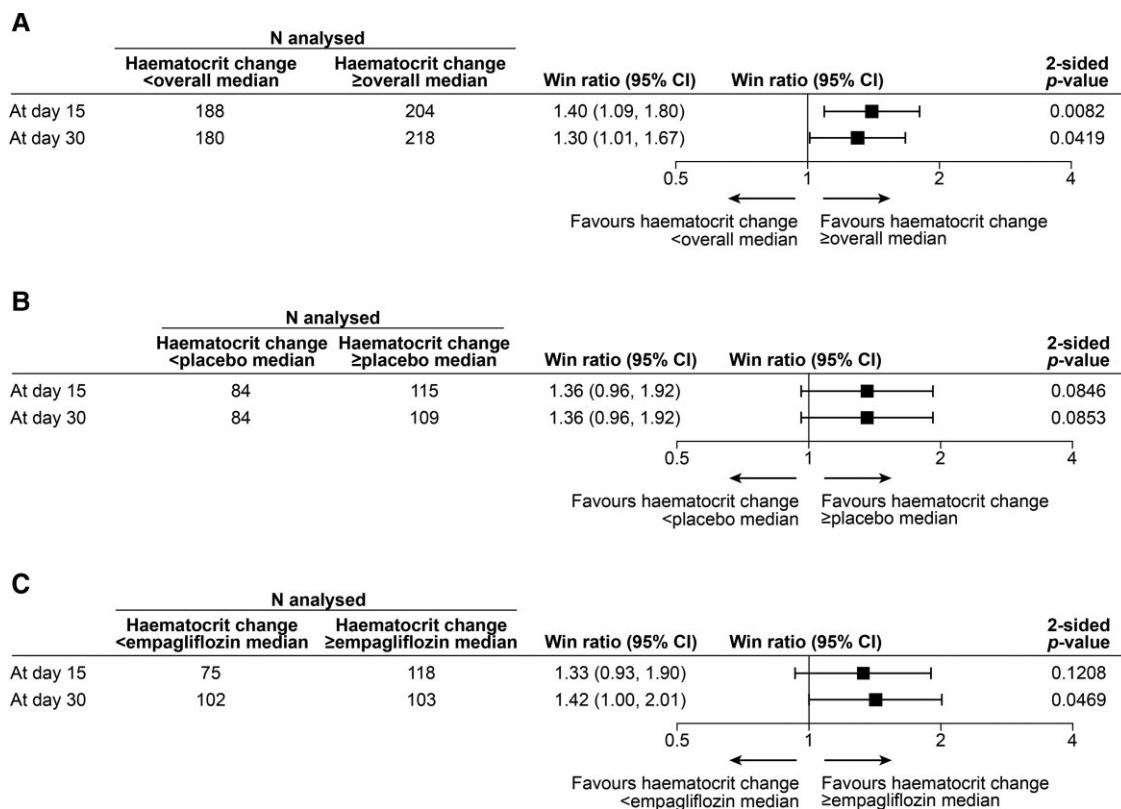 A
N analysed
Haematocrit change Haematocrit change 2-sided
<overall median ≥overall median Win ratio (95% CI) Win ratio (95% CI) p-value
At day 15 188 204 1.40 (1.09, 1.80) 0.0082
At day 30 180 218 1.30 (1.01, 1.67) 0.0419
0.5 1 2 4
Favours haematocrit change Favours haematocrit change
<overall median ≥overall median
B
N analysed
Haematocrit change Haematocrit change 2-sided
<placebo median ≥placebo median Win ratio (95% CI) Win ratio (95% CI) p-value
At day 15 84 115 1.36 (0.96, 1.92) 0.0846
At day 30 84 109 1.36 (0.96, 1.92) 0.0853
0.5 1 2 4
Favours haematocrit change Favours haematocrit change
<placebo median ≥placebo median
C
N analysed
Haematocrit change Haematocrit change 2-sided
<empagliflozin median ≥empagliflozin median Win ratio (95% CI) Win ratio (95% CI) p-value
At day 15 75 118 1.33 (0.93, 1.90) 0.1208
At day 30 102 103 1.42 (1.00, 2.01) 0.0469
0.5 1 2 4
Favours haematocrit change Favours haematocrit change
<empagliflozin median ≥empagliflozin median